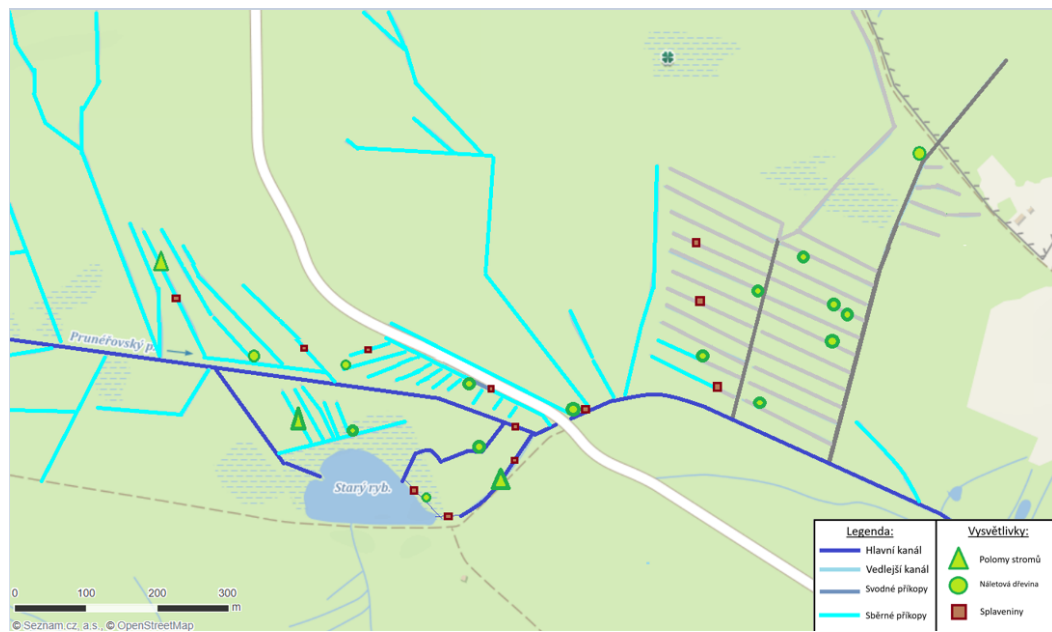 Prunéřovský p.
Starý ryb.
0 100 200 300
m
© Seznam.cz, a.s., © OpenStreetMap
Legenda:
Hlavní kanál
Vedlejší kanál
Svodné příkopy
Sběrné příkopy
Vysvětlivky:
Polomy stromů
Náletová dřevina
Splaveniny